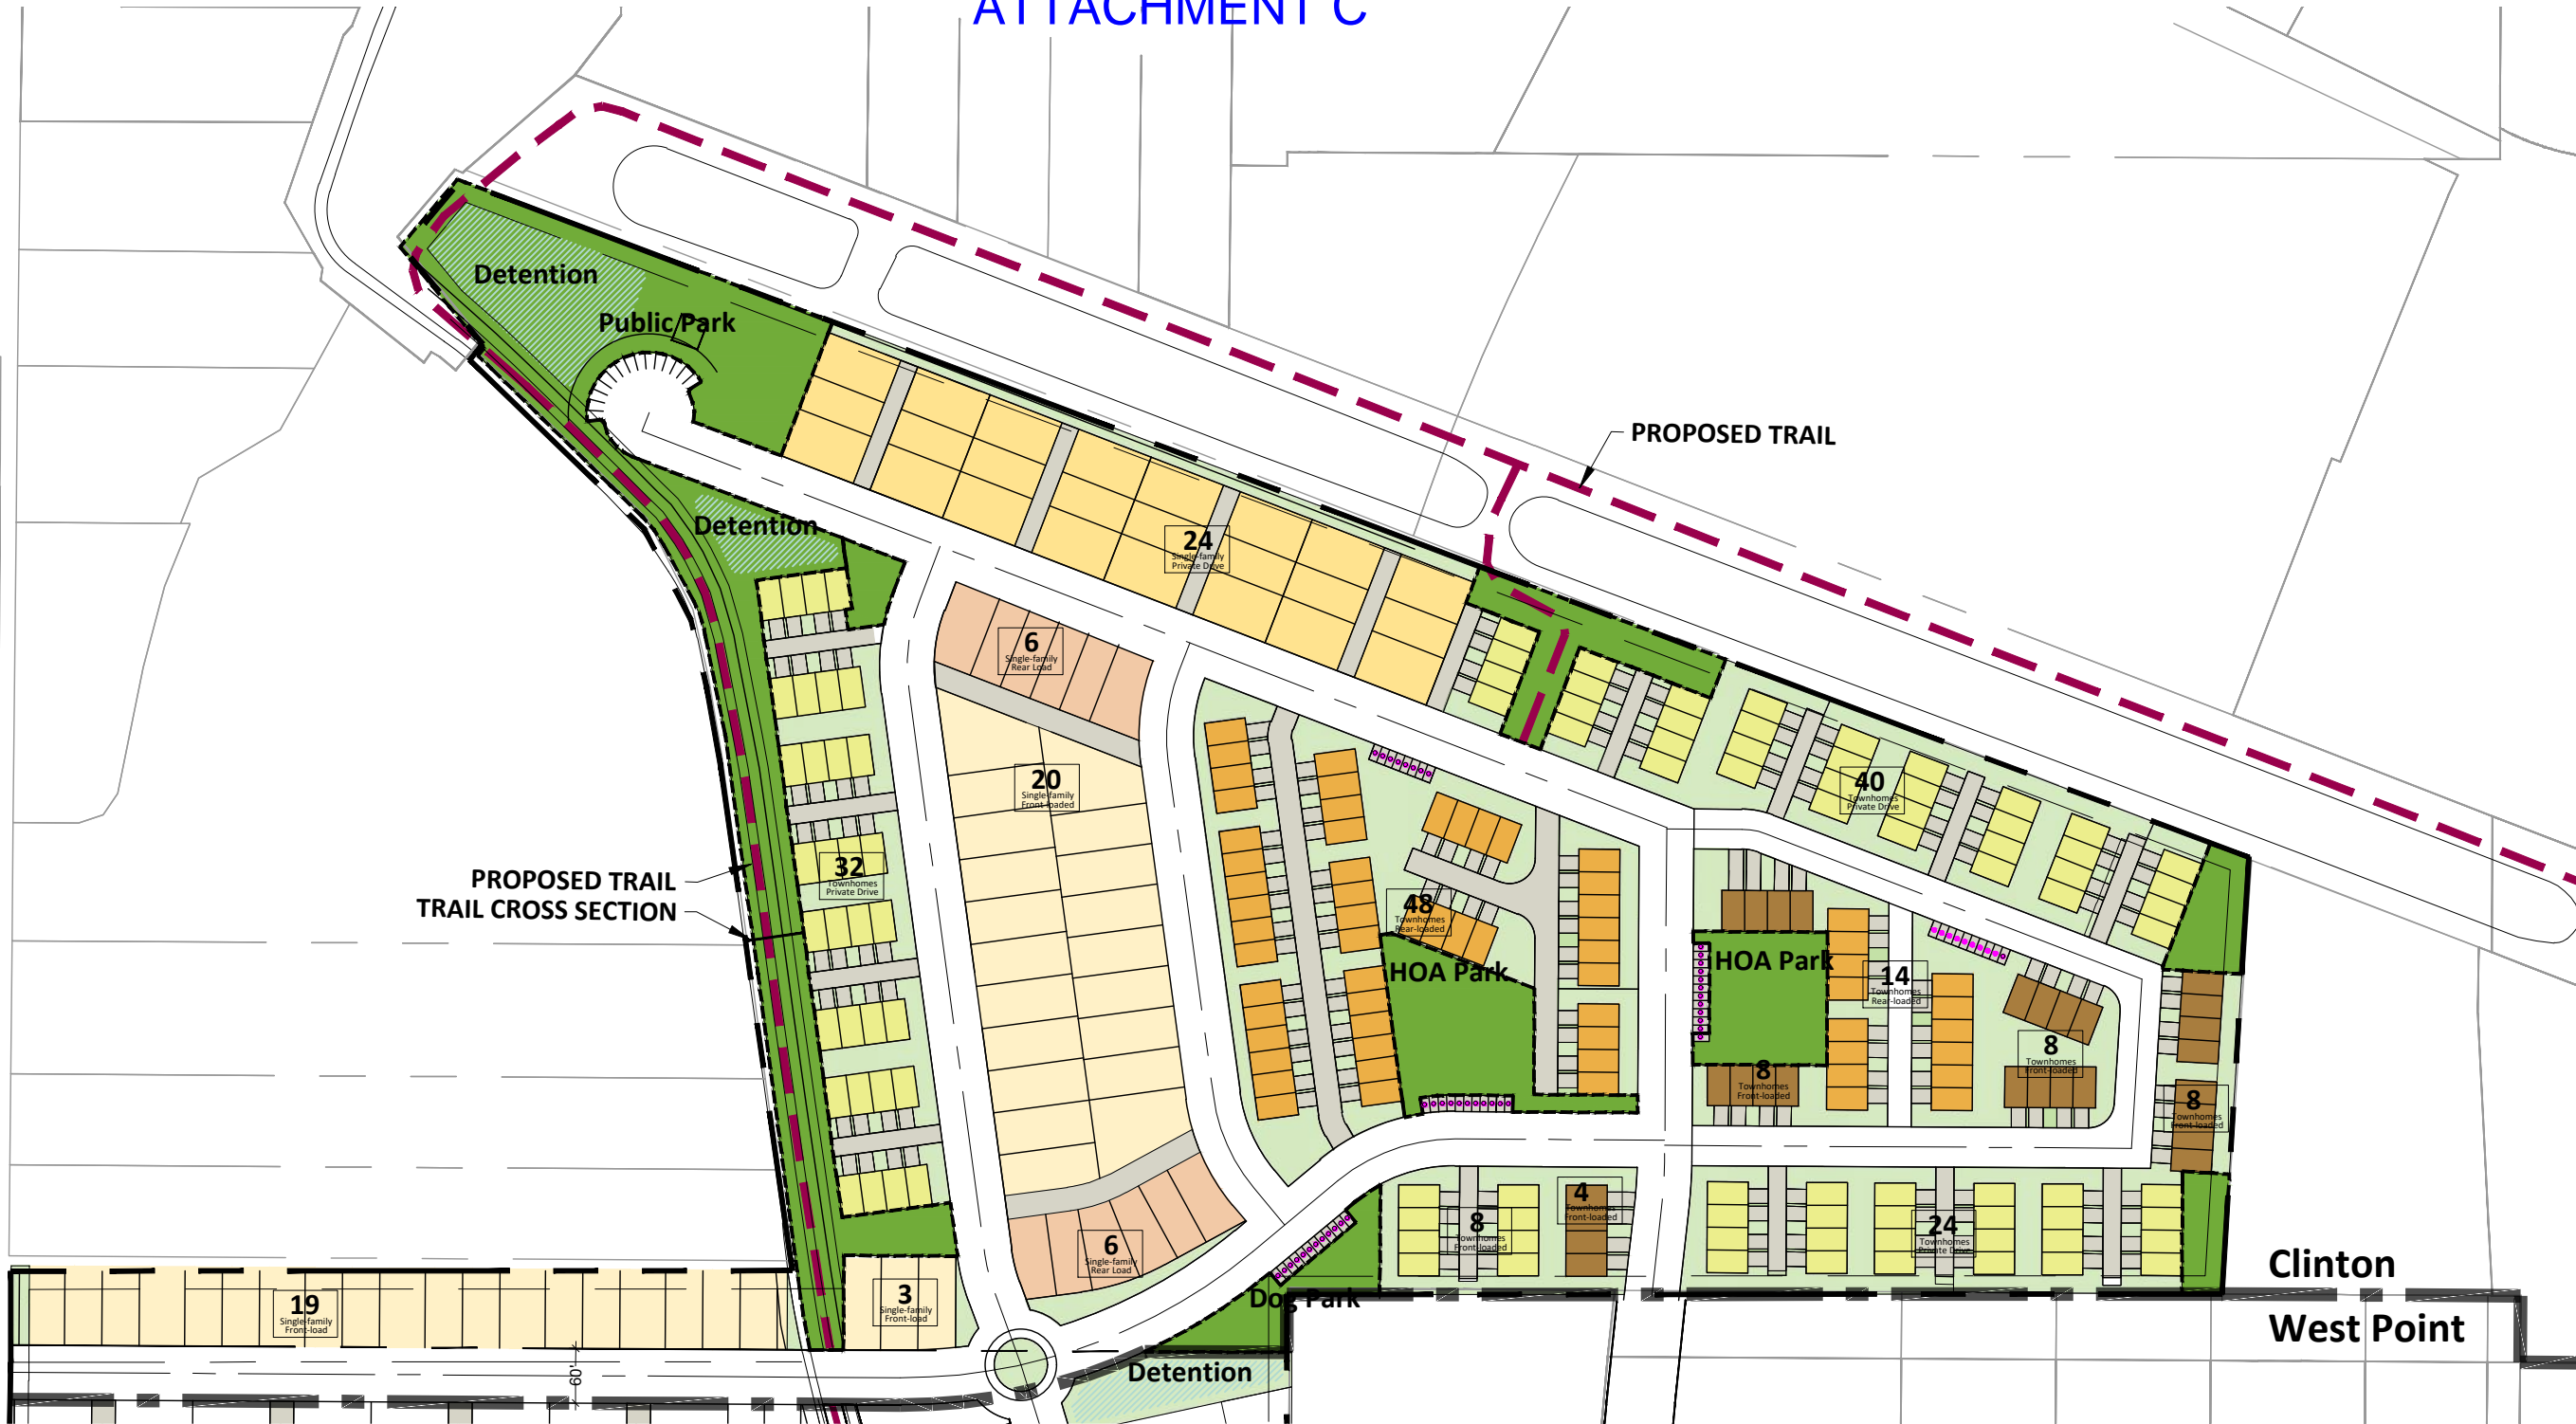 ATTACHMENT C
Detention
Public Park
PROPOSED TRAIL
Detention
24
Single-family
Private Drive
6
Single-family
Rear Load
20
Single-family
Front-loaded
40
Townhomes
Private Drive
32
Townhomes
Private Drive
PROPOSED TRAIL
TRAIL CROSS SECTION
48
Townhomes
Rear-loaded
HOA Park
HOA Park
14
Townhomes
Rear-loaded
8
Townhomes
Front-loaded
8
Townhomes
Front-loaded
8
Townhomes
Front-loaded
4
Townhomes
Front-loaded
8
Townhomes
Front-loaded
24
Townhomes
Private Drive
6
Single-family
Rear Load
3
Single-family
Front-load
19
Single-family
Front-load
Dog Park
Clinton
West Point
Detention
60'